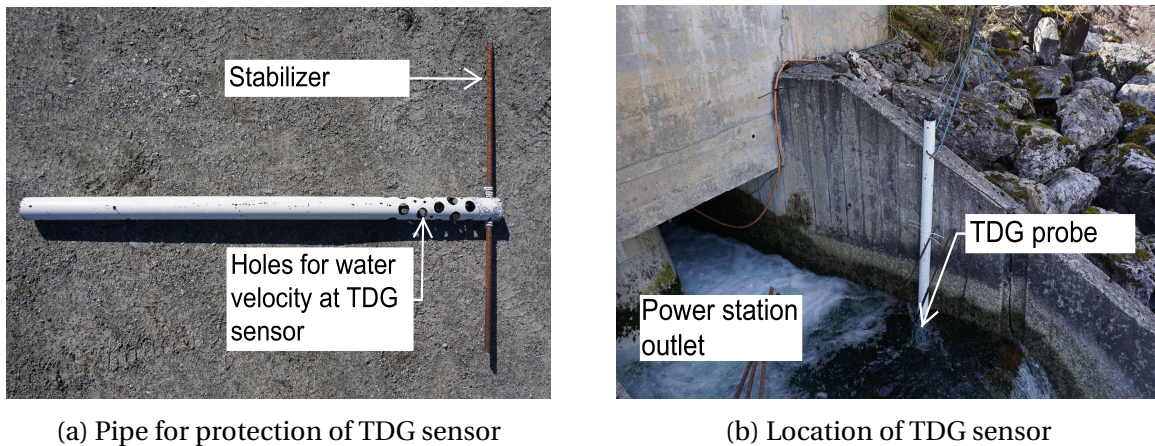 Stabilizer
Holes for water
velocity at TDG
sensor
(a) Pipe for protection of TDG sensor
TDG probe
Power station
outlet
(b) Location of TDG sensor